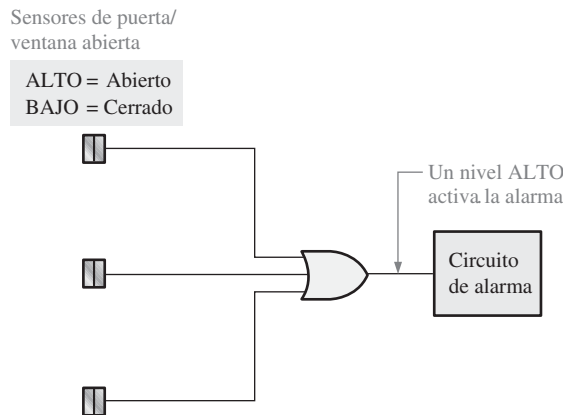 Sensores de puerta/
ventana abierta
ALTO = Abierto
BAJO = Cerrado
Un nivel ALTO
activa la alarma
Circuito
de alarma